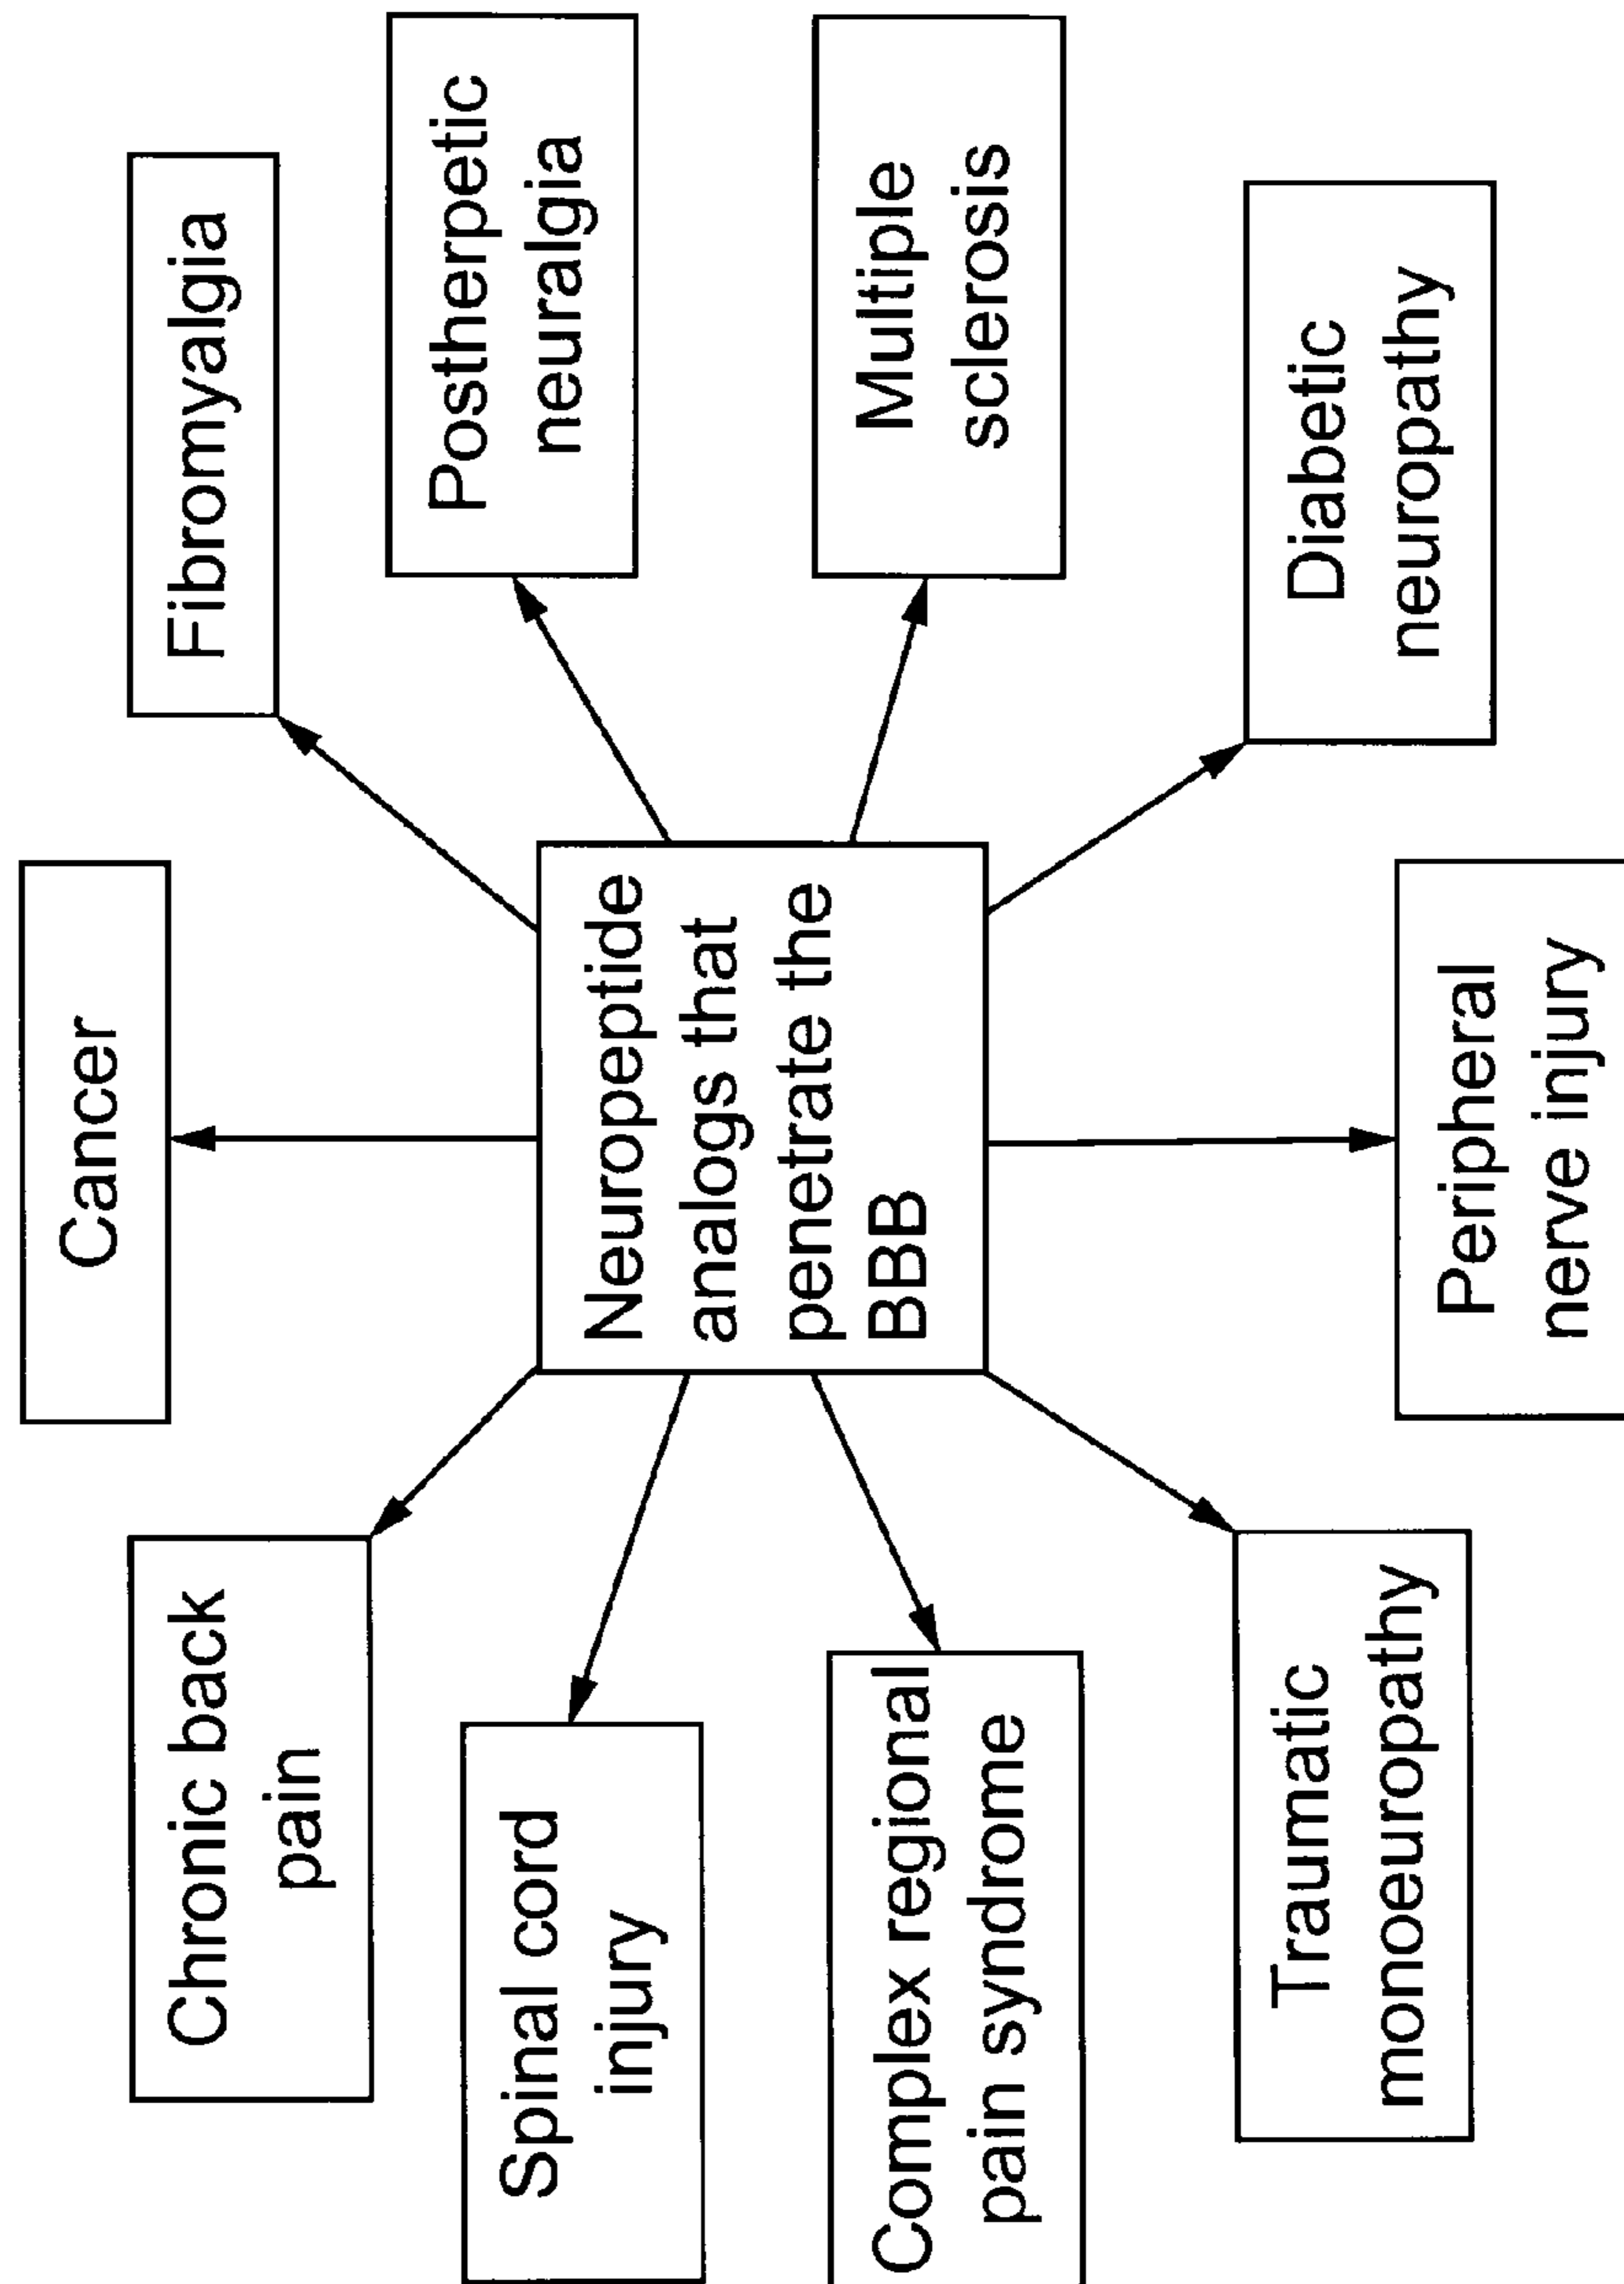 Cancer
Chronic back
pain
Fibromyalgia
Spinal cord
injury
Postherpetic
neuralgia
Neuropeptide
analogs that
penetrate the
BBB
Complex regional
pain syndrome
Multiple
sclerosis
Traumatic
monoeuropathy
Diabetic
neuropathy
Peripheral
nerve injury